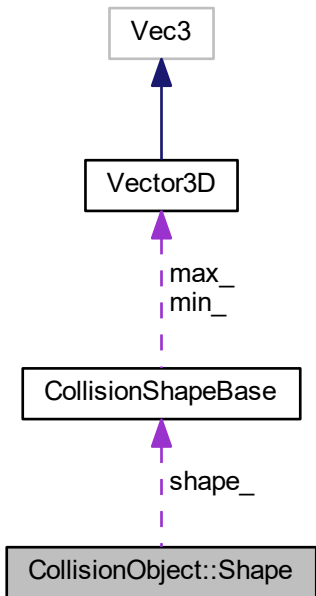 Vec3
Vector3D
max_
min_
CollisionShapeBase
shape_
CollisionObject::Shape